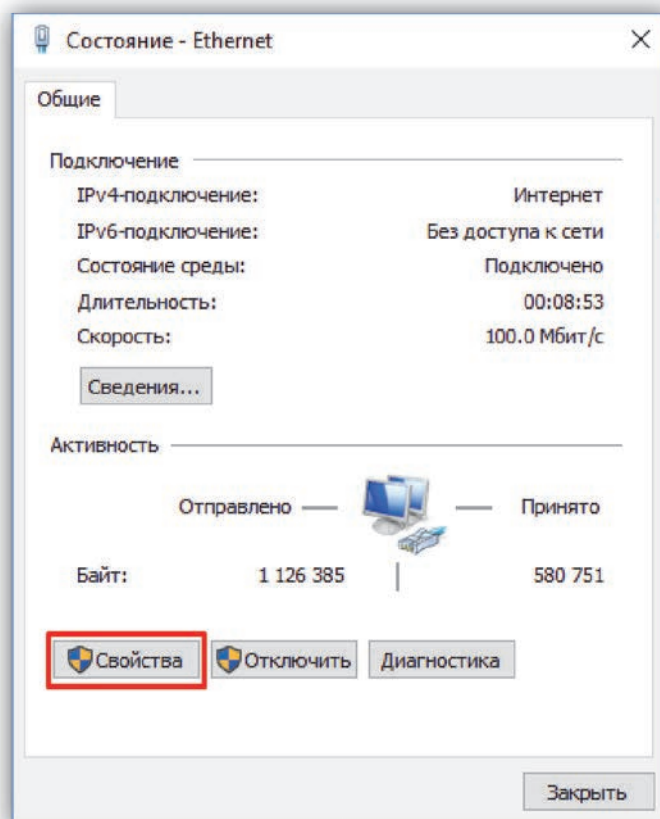 Состояние - Ethernet
Общие
Подключение
IPv4-подключение: Интернет
IPv6-подключение: Без доступа к сети
Состояние среды: Подключено
Длительность: 00:08:53
Скорость: 100.0 Мбит/с
Сведения...
Активность
Отправлено Принято
Байт: 1 126 385 580 751
Свойства Отключить Диагностика
Закрыть